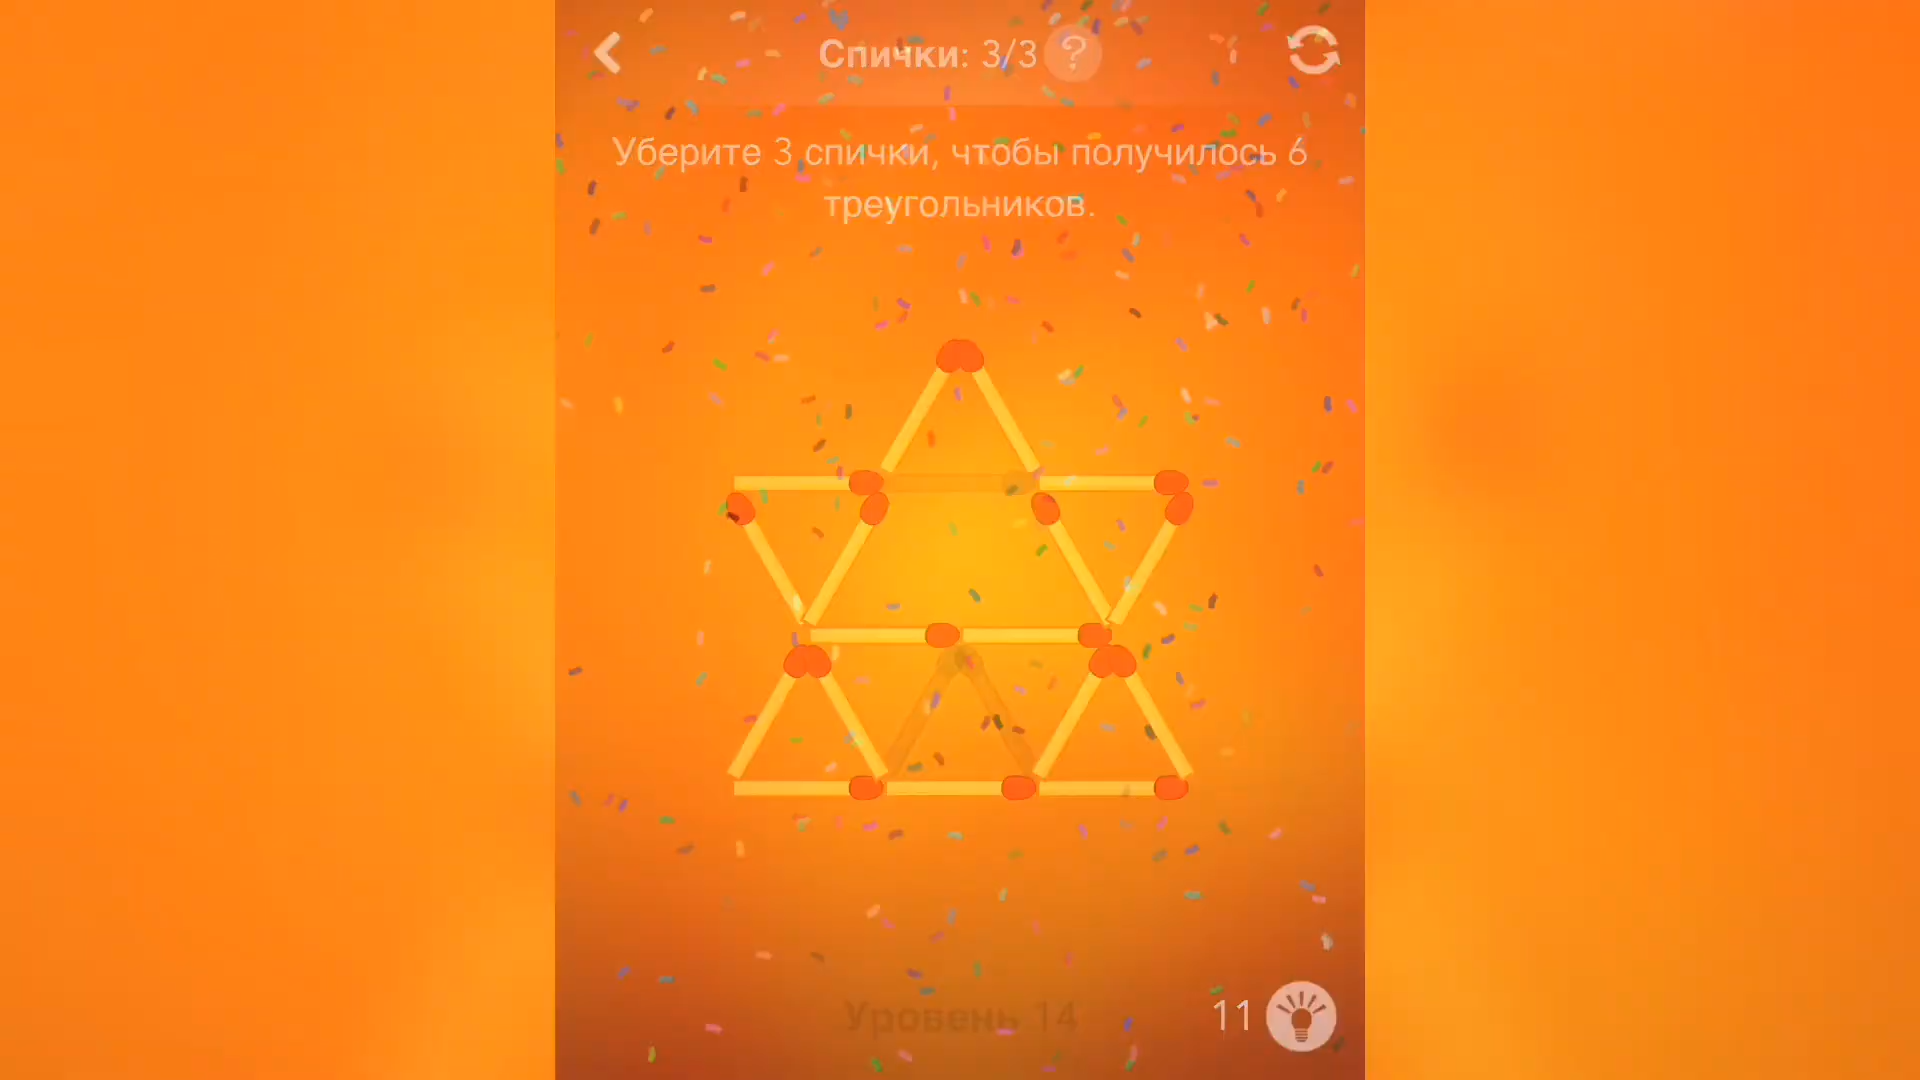 Спички: 3/3 ?
Уберите 3 спички, чтобы получилось 6
треугольников.
Уровень 14
11